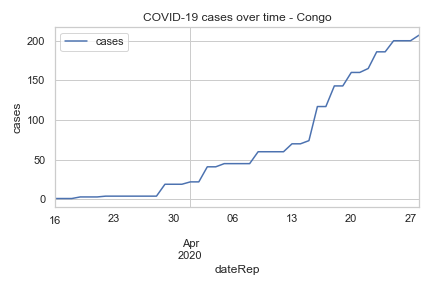 COVID-19 cases over time - Congo
cases
cases
200
150
100
50
0
16 23 30 06 13 20 27
Apr
2020
dateRep